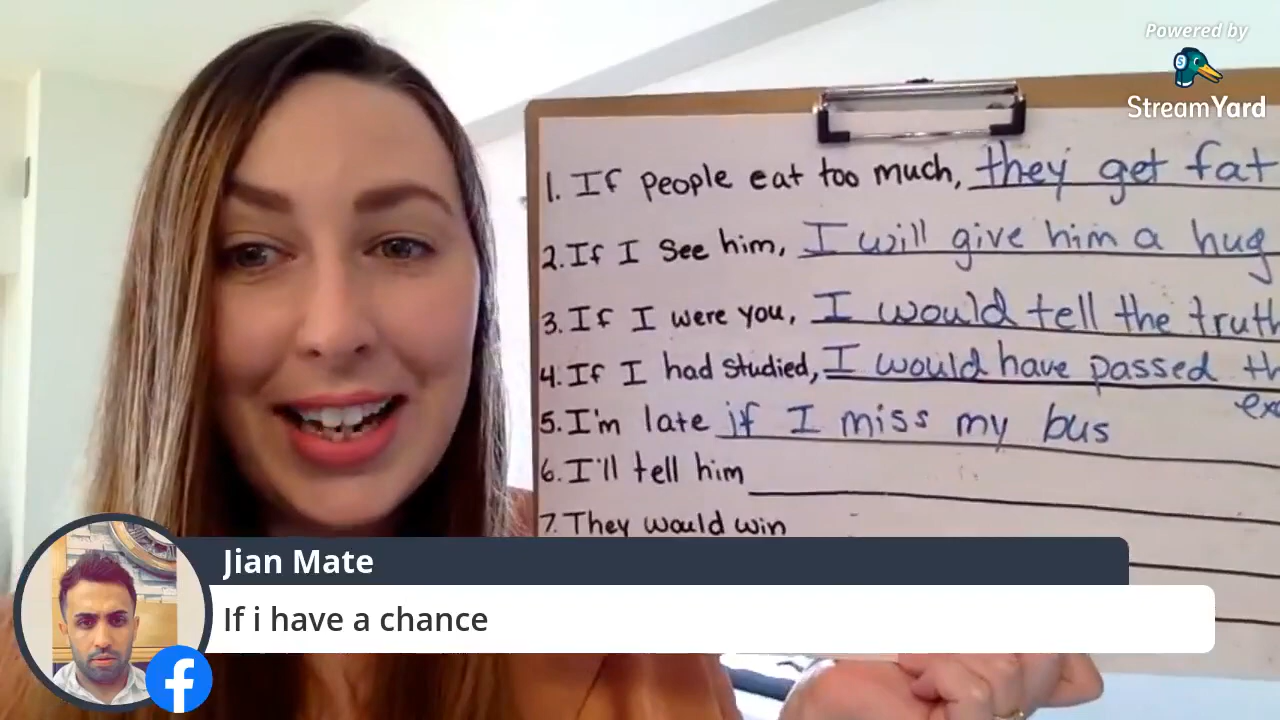 Powered by
StreamYard
1. If people eat too much, they get fat
2. If I see him, I will give him a hug
3. If I were you, I would tell the truth
4. If I had studied, I would have passed
5. I'm late if I miss my bus
6. I'll tell him
7. They would win
Jian Mate
If i have a chance